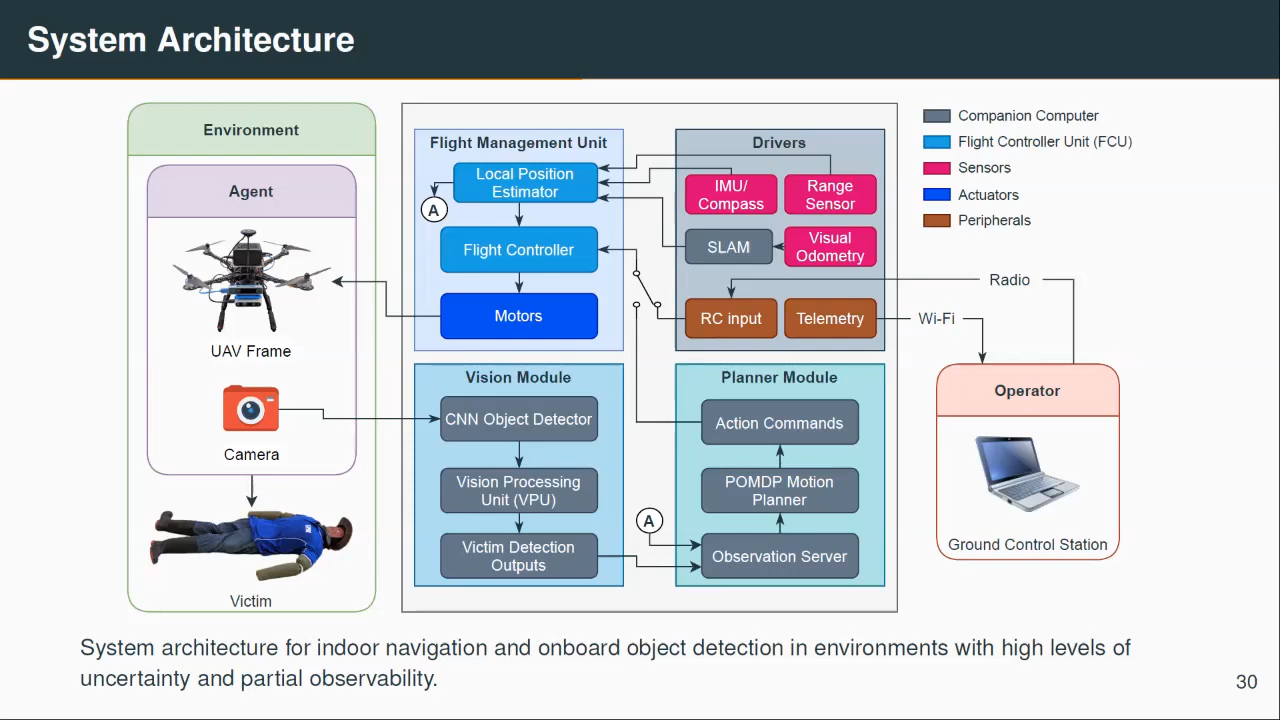 System Architecture
Environment
Agent
UAV Frame
Camera
Victim
Flight Management Unit
Local Position
Estimator
A
Flight Controller
Motors
Drivers
IMU/
Compass
Range
Sensor
SLAM
Visual
Odometry
RC input
Telemetry
Vision Module
CNN Object Detector
Vision Processing
Unit (VPU)
Victim Detection
Outputs
Planner Module
Action Commands
POMDP Motion
Planner
A
Observation Server
Companion Computer
Flight Controller Unit (FCU)
Sensors
Actuators
Peripherals
Radio
Wi-Fi
Operator
Ground Control Station
System architecture for indoor navigation and onboard object detection in environments with high levels of
uncertainty and partial observability.
30